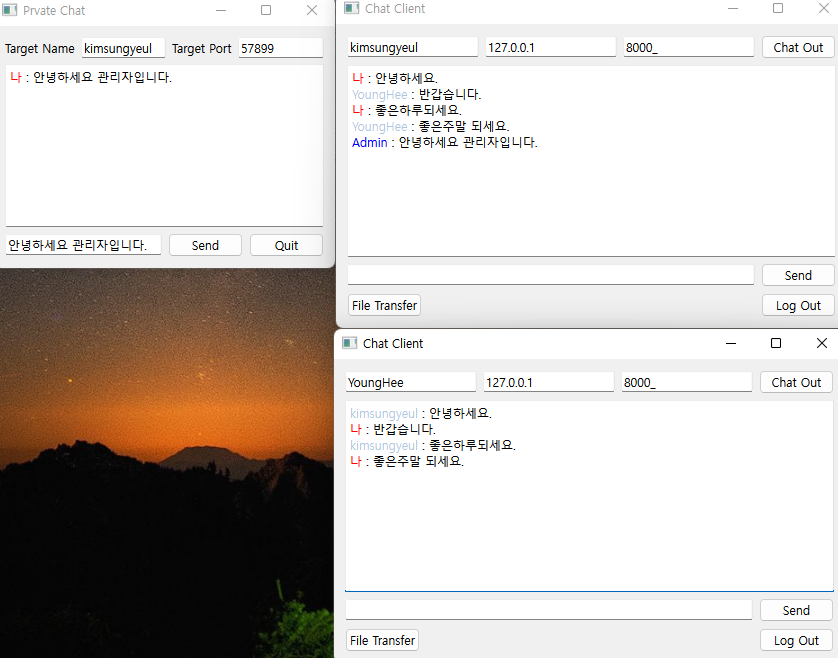 Prvate Chat
Target Name kimsungyeul Target Port 57899
나 : 안녕하세요 관리자입니다.
안녕하세요 관리자입니다. Send Quit
Chat Client
kimsungyeul 127.0.0.1 8000_ Chat Out
나 : 안녕하세요.
YoungHee : 반갑습니다.
나 : 좋은하루되세요.
YoungHee : 좋은주말 되세요.
Admin : 안녕하세요 관리자입니다.
Send
File Transfer Log Out
Chat Client
YoungHee 127.0.0.1 8000_ Chat Out
kimsungyeul : 안녕하세요.
나 : 반갑습니다.
kimsungyeul : 좋은하루되세요.
나 : 좋은주말 되세요.
Send
File Transfer Log Out